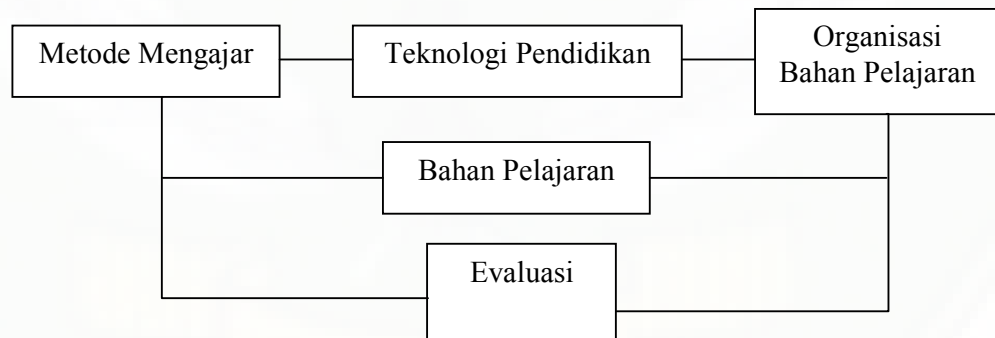 Metode Mengajar
Teknologi Pendidikan
Organisasi
Bahan Pelajaran
Bahan Pelajaran
Evaluasi